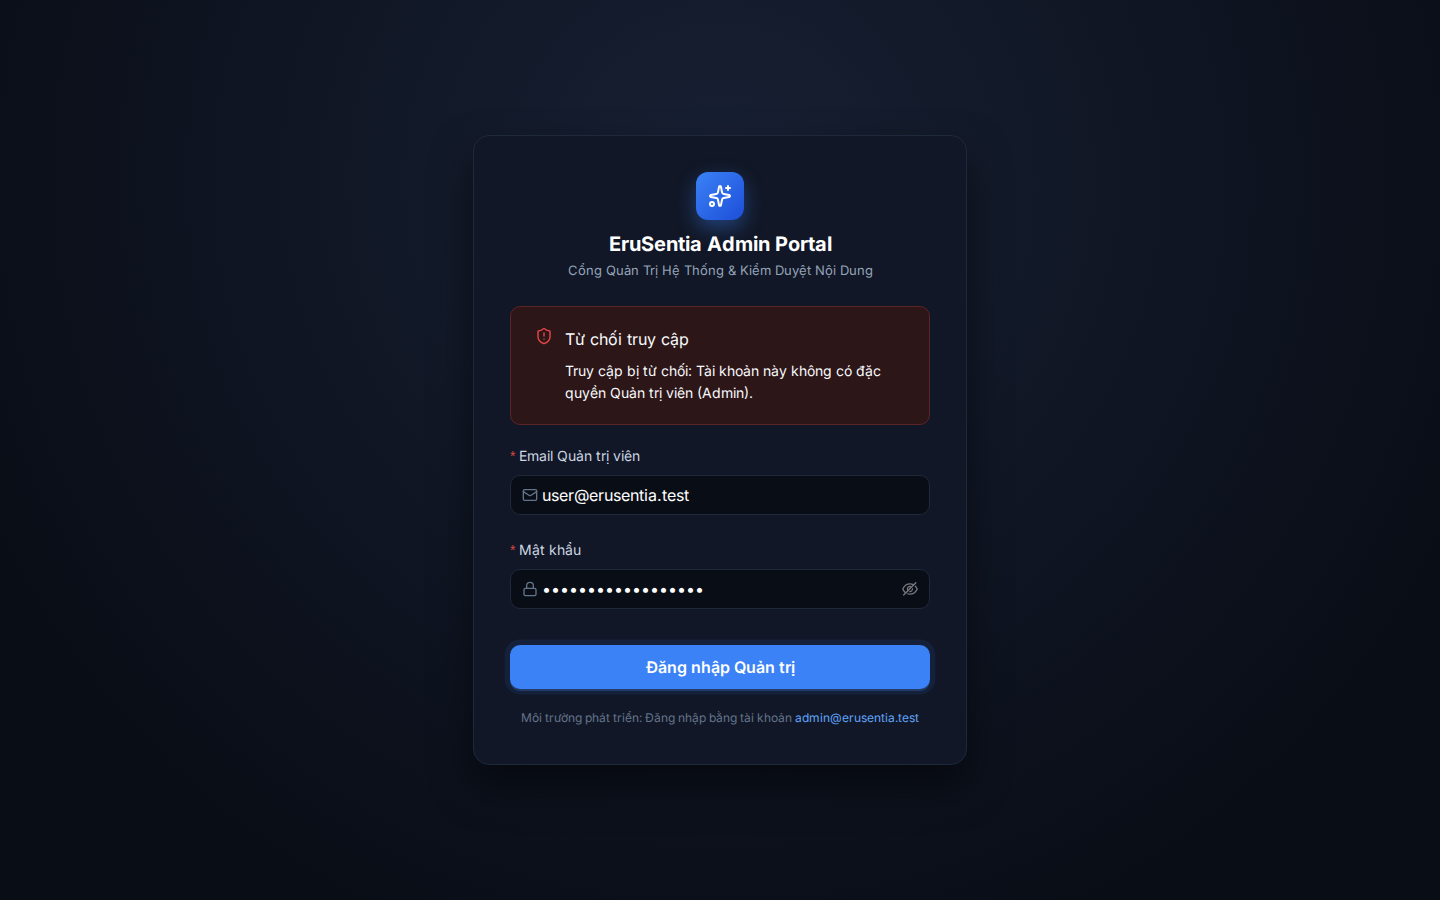 EruSentia Admin Portal
Cổng Quản Trị Hệ Thống & Kiểm Duyệt Nội Dung
Từ chối truy cập
Truy cập bị từ chối: Tài khoản này không có đặc
quyền Quản trị viên (Admin).
* Email Quản trị viên
user@erusentia.test
* Mật khẩu
••••••••••••••••••
Đăng nhập Quản trị
Môi trường phát triển: Đăng nhập bằng tài khoản admin@erusentia.test